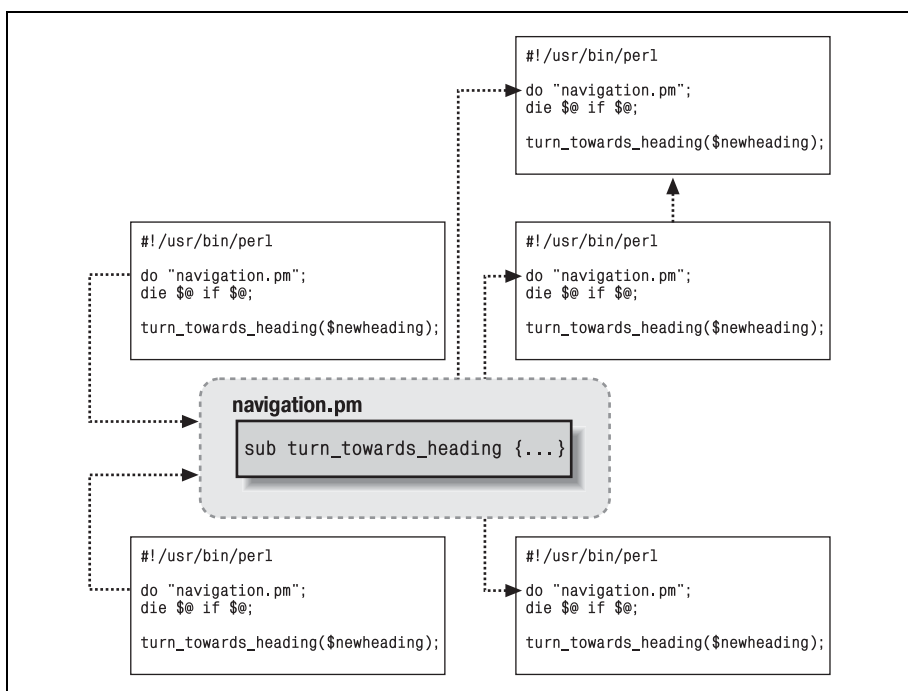 #!/usr/bin/perl
do "navigation.pm";
die $@ if $@;
turn_towards_heading($newheading);
#!/usr/bin/perl
do "navigation.pm";
die $@ if $@;
turn_towards_heading($newheading);
#!/usr/bin/perl
do "navigation.pm";
die $@ if $@;
turn_towards_heading($newheading);
navigation.pm
sub turn_towards_heading {...}
#!/usr/bin/perl
do "navigation.pm";
die $@ if $@;
turn_towards_heading($newheading);
#!/usr/bin/perl
do "navigation.pm";
die $@ if $@;
turn_towards_heading($newheading);